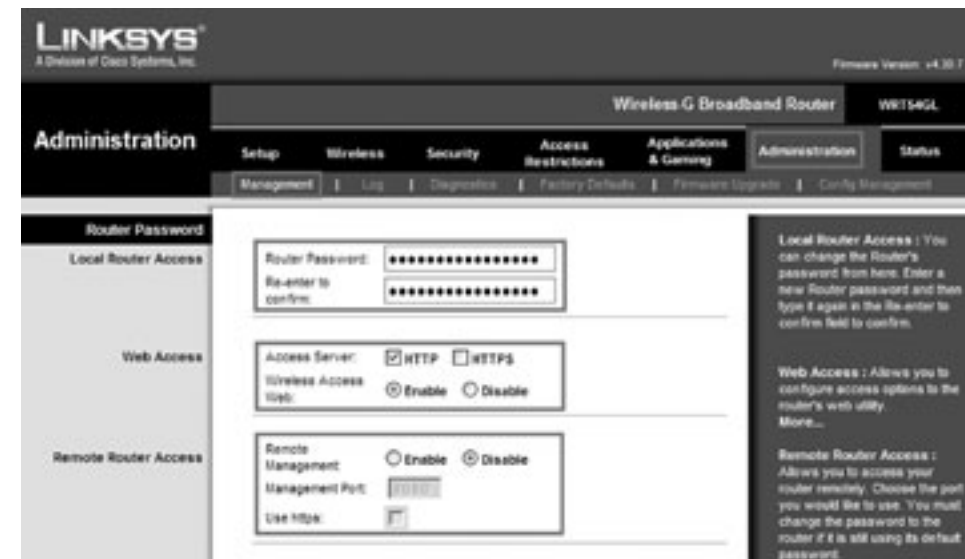 LINKSYS®
A Division of Cisco Systems, Inc.
Firmware Version: v4.30.7
Wireless-G Broadband Router WRT54GL
Administration
Setup Wireless Security Access Restrictions Applications & Gaming Administration Status
Management | Log | Diagnostics | Factory Defaults | Firmware Upgrade | Config Management
Router Password
Local Router Access
Router Password:
Re-enter to
confirm:
Web Access
Access Server: HTTP HTTPS
Wireless Access
Web:
Enable Disable
Remote Router Access
Remote
Management:
Enable Disable
Management Port:
Use https:
Local Router Access : You
can change the Router's
password from here. Enter a
new Router password and then
type it again in the Re-enter to
confirm field to confirm.
Web Access : Allows you to
configure access options to the
router's web utility.
More...
Remote Router Access :
Allows you to access your
router remotely. Choose the port
you would like to use. You must
change the password to the
router if it is still using its default
password.